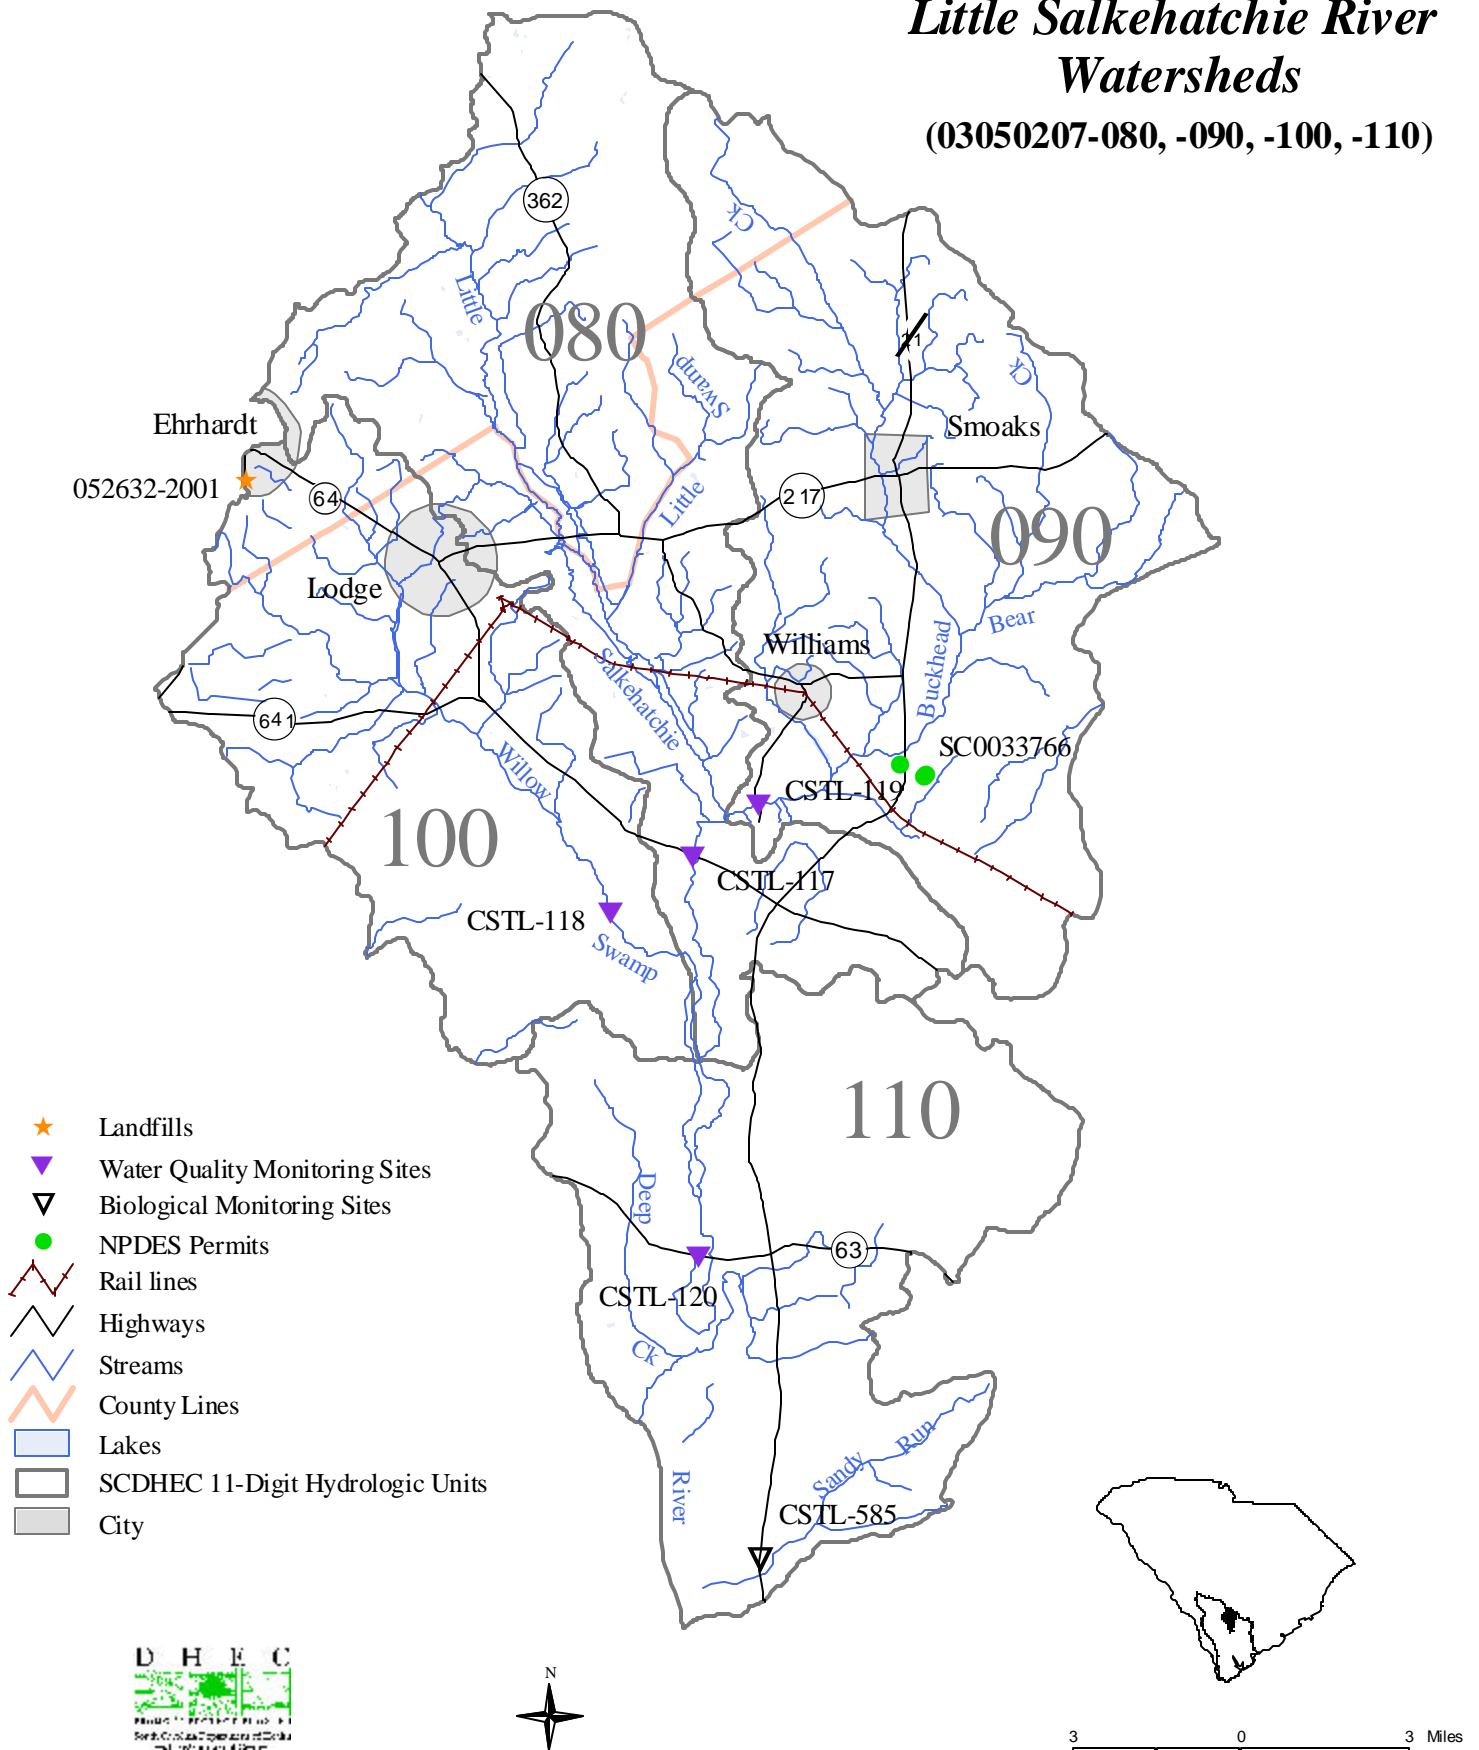 Little Salkehatchie River
Watersheds
(03050207-080, -090, -100, -110)
Ck
362
Little
080
Swamp
Ck
Ehrhardt
Smoaks
052632-2001
64
217
Little
090
Lodge
Bear
Williams
Buckhead
Salkehatchie
641
SC0033766
Willow
CSTL-119
100
CSTL-117
CSTL-118
Swamp
110
Landfills
Water Quality Monitoring Sites
Biological Monitoring Sites
NPDES Permits
Rail lines
Highways
Streams
County Lines
Lakes
SCDHEC 11-Digit Hydrologic Units
City
Deep
63
CSTL-120
Ck
River
Sandy Run
CSTL-585
D H E C
N
3 0 3 Miles